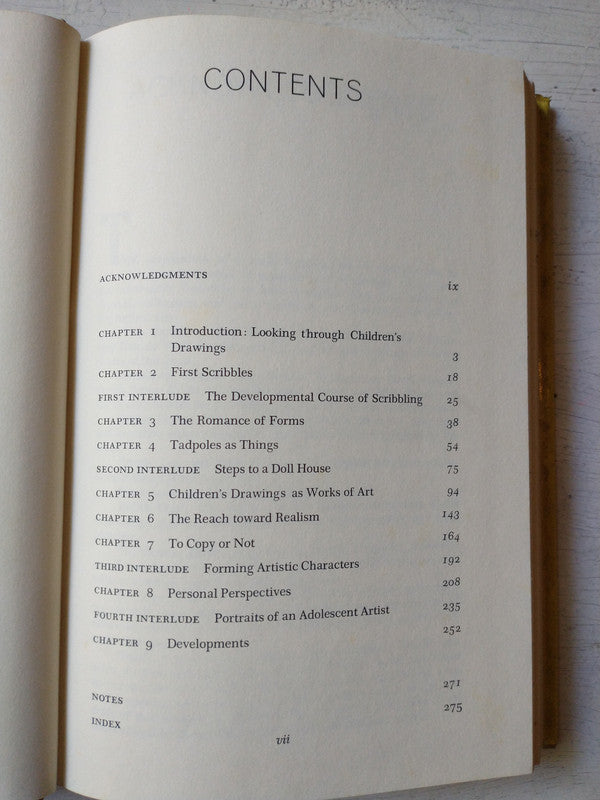 CONTENTS
ACKNOWLEDGMENTS ix
CHAPTER 1 Introduction: Looking through Children's
Drawings 3
CHAPTER 2 First Scribbles 18
FIRST INTERLUDE The Developmental Course of Scribbling 25
CHAPTER 3 The Romance of Forms 38
CHAPTER 4 Tadpoles as Things 54
SECOND INTERLUDE Steps to a Doll House 75
CHAPTER 5 Children's Drawings as Works of Art 94
CHAPTER 6 The Reach toward Realism 143
CHAPTER 7 To Copy or Not 164
THIRD INTERLUDE Forming Artistic Characters 192
CHAPTER 8 Personal Perspectives 208
FOURTH INTERLUDE Portraits of an Adolescent Artist 235
CHAPTER 9 Developments 252
NOTES 271
INDEX 275
vii